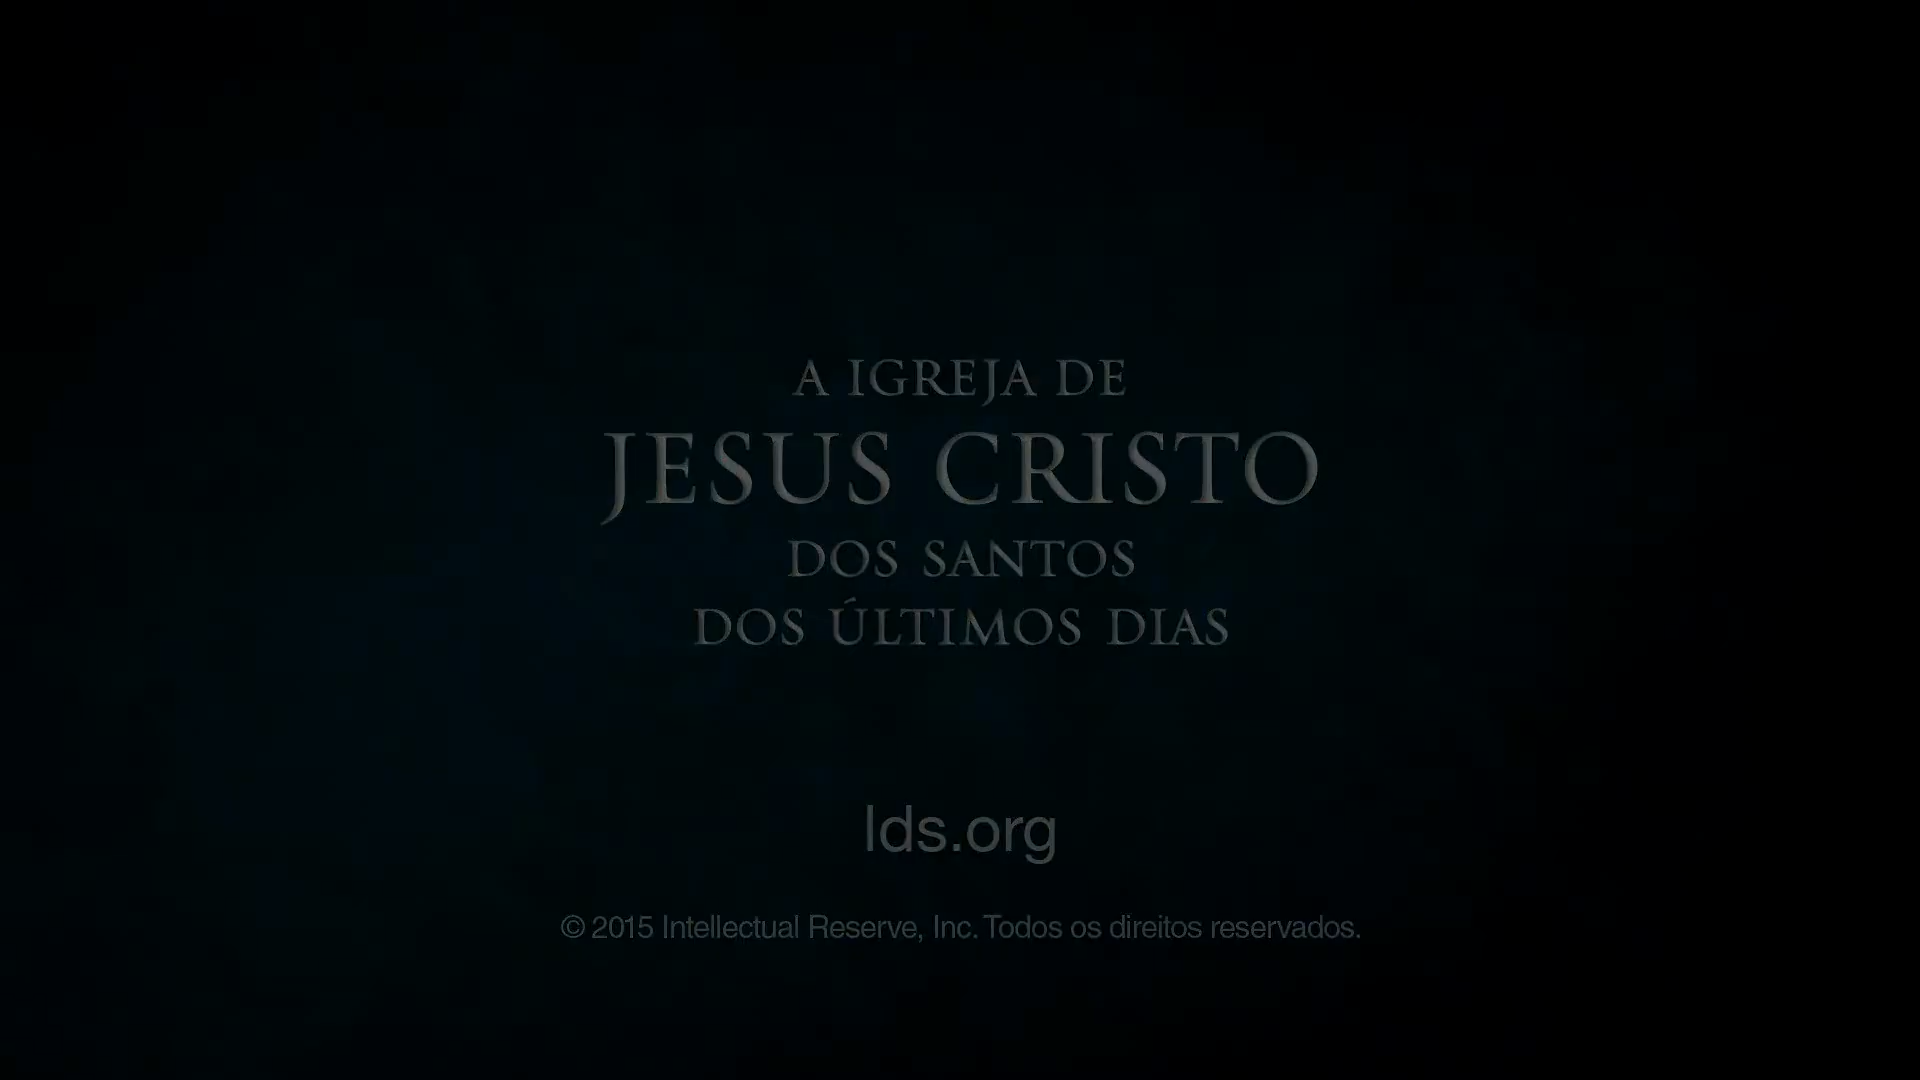 A IGREJA DE
JESUS CRISTO
DOS SANTOS
DOS ÚLTIMOS DIAS
lds.org
© 2015 Intellectual Reserve, Inc. Todos os direitos reservados.